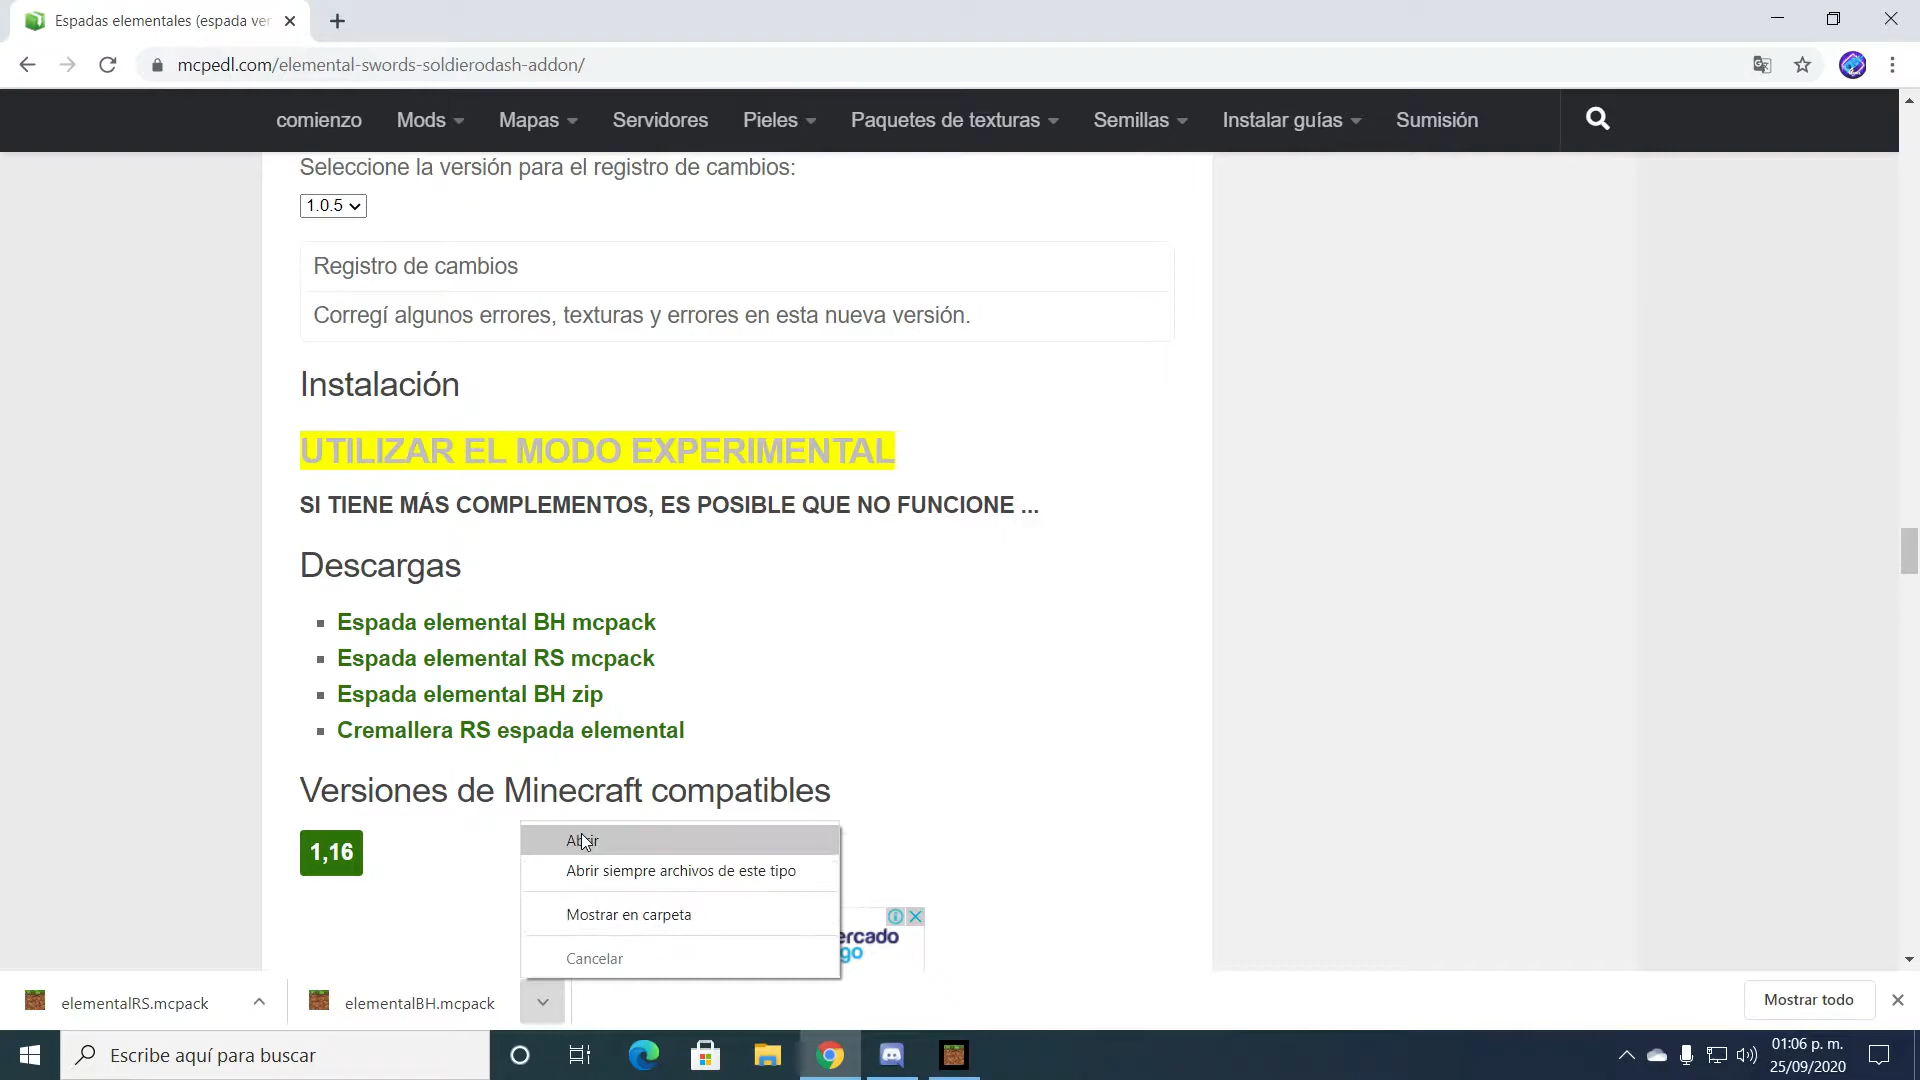 Espadas elementales (espada ver
mcpedl.com/elemental-swords-soldierodash-addon/
comienzo Mods Mapas Servidores Pieles Paquetes de texturas Semillas Instalar guías Sumisión
Seleccione la versión para el registro de cambios:
1.0.5
Registro de cambios
Corregí algunos errores, texturas y errores en esta nueva versión.
Instalación
UTILIZAR EL MODO EXPERIMENTAL
SI TIENE MÁS COMPLEMENTOS, ES POSIBLE QUE NO FUNCIONE ...
Descargas
Espada elemental BH mcpack
Espada elemental RS mcpack
Espada elemental BH zip
Cremallera RS espada elemental
Versiones de Minecraft compatibles
1,16
Abrir
Abrir siempre archivos de este tipo
Mostrar en carpeta
Cancelar
ercado
go
elementalRS.mcpack
elementalBH.mcpack
Mostrar todo
Escribe aquí para buscar
01:06 p. m.
25/09/2020